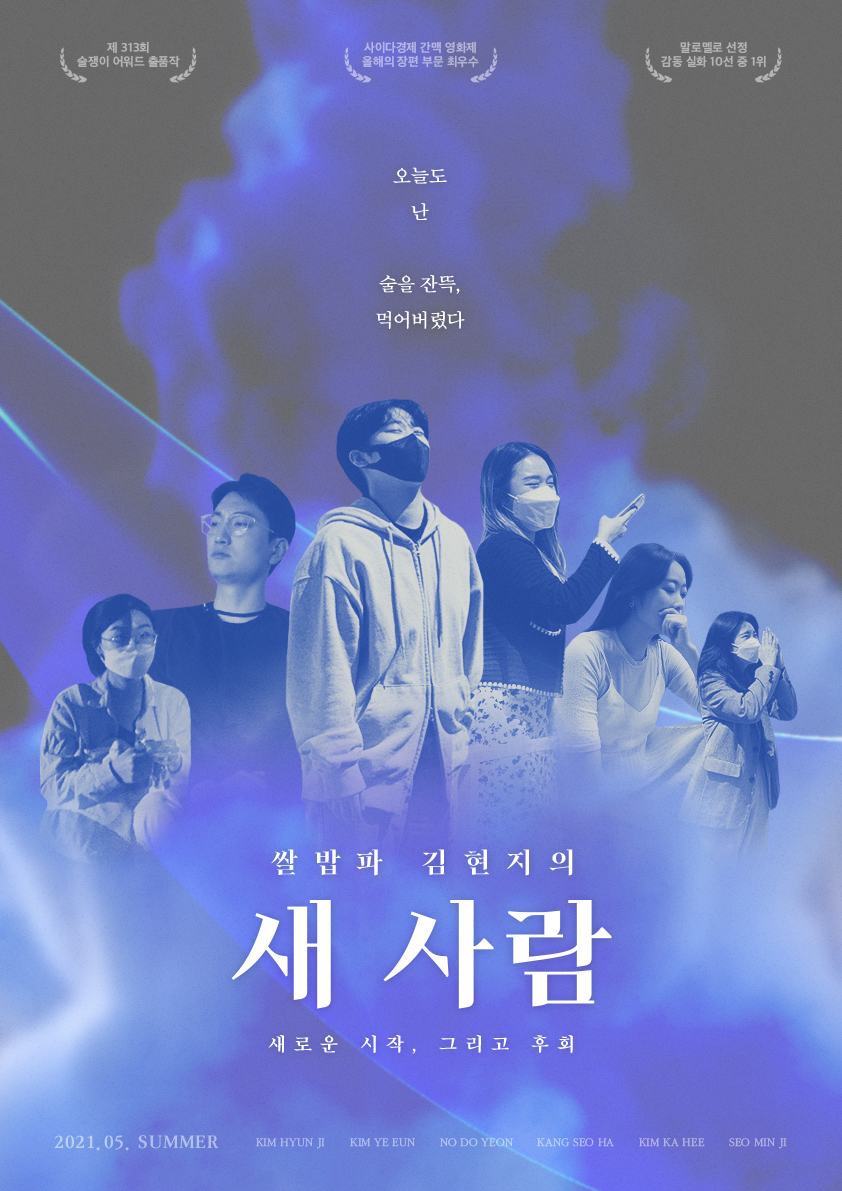 제 313회
술쟁이 어워드 출품작
사이다경제 간맥 영화제
올해의 장편 부문 최우수
말로멜로 선정
감동 실화 10선 중 1위
오늘도
난
술을 잔뜩,
먹어버렸다
쌀밥파 김현지의
새 사람
새로운 시작, 그리고 후회
2021.05. SUMMER
KIM HYUN JI KIM YE EUN NO DO YEON KANG SEO HA KIM KA HEE SEO MIN JI